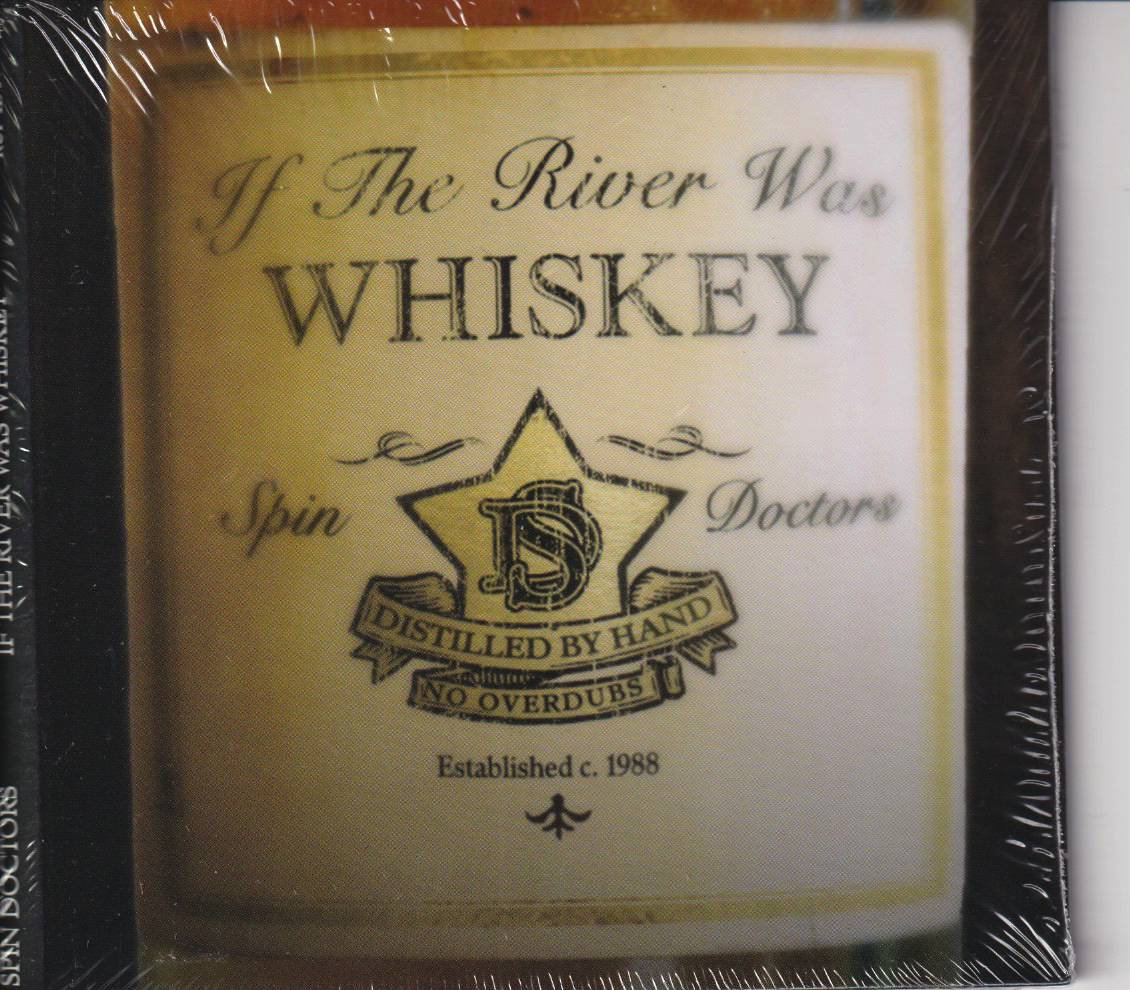 If The River Was
WHISKEY
Spin Doctors
DS
DISTILLED BY HAND
NO OVERDUBS
Established c. 1988
SPIN DOCTORS
IF THE RIVER WAS WHISKEY